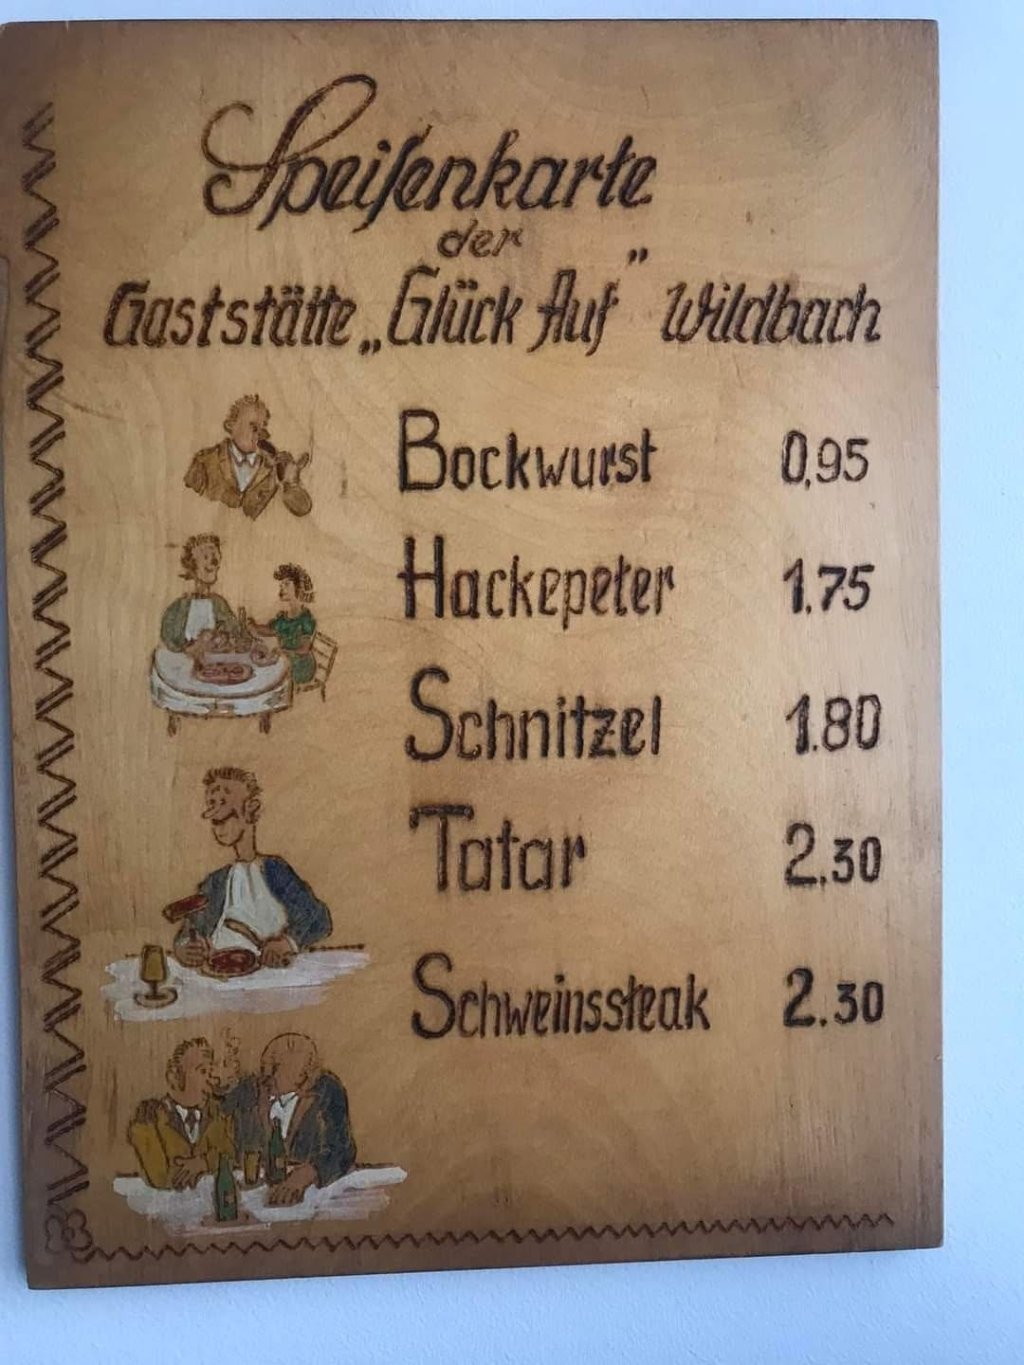 Speiſenkarte
der
Gaststätte „Glück Auf" Wildbach
Bockwurst 0,95
Hackepeter 1,75
Schnitzel 1.80
Tatar 2.30
Schweinssteak 2.30